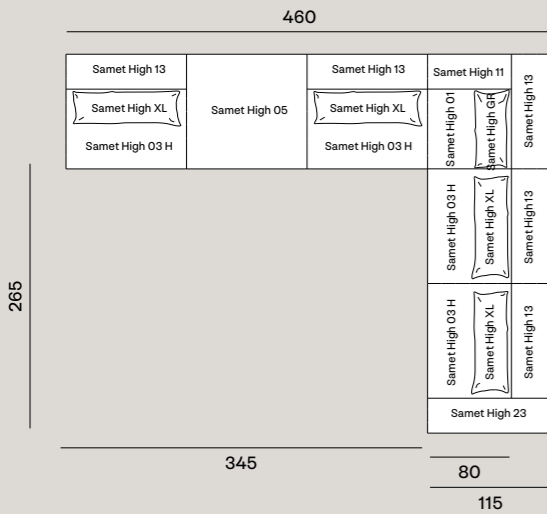 460
Samet High 13
Samet High 13
Samet High 11
Samet High 13
Samet High XL
Samet High 05
Samet High XL
Samet High 01
Samet High GR
Samet High 03 H
Samet High 03 H
Samet High 03 H
Samet High XL
Samet High13
265
Samet High 03 H
Samet High XL
Samet High 13
Samet High 23
345
80
115